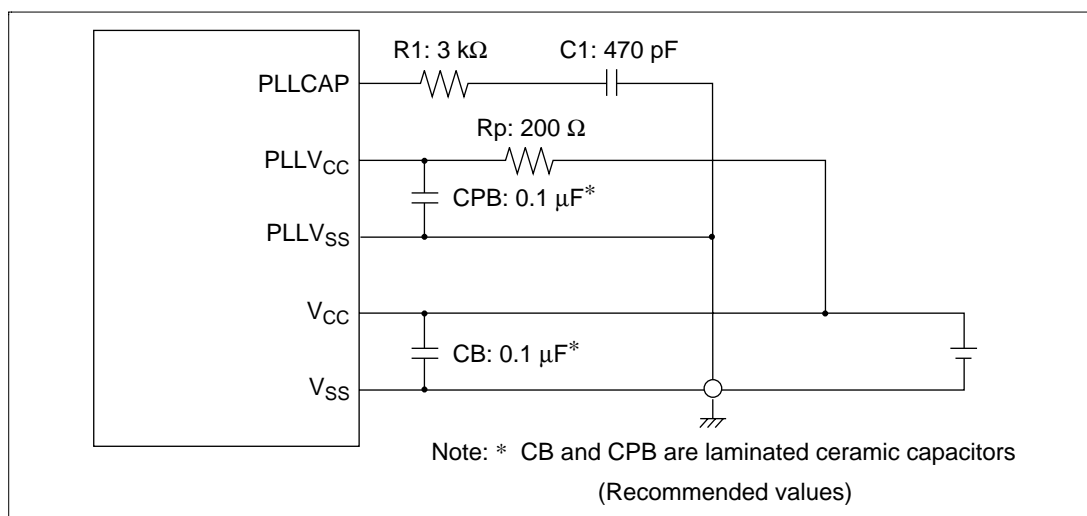 R1: 3 kΩ
C1: 470 pF
PLLCAP
Rp: 200 Ω
PLLVCC
CPB: 0.1 μF*
PLLVSS
VCC
CB: 0.1 μF*
VSS
Note: * CB and CPB are laminated ceramic capacitors
(Recommended values)